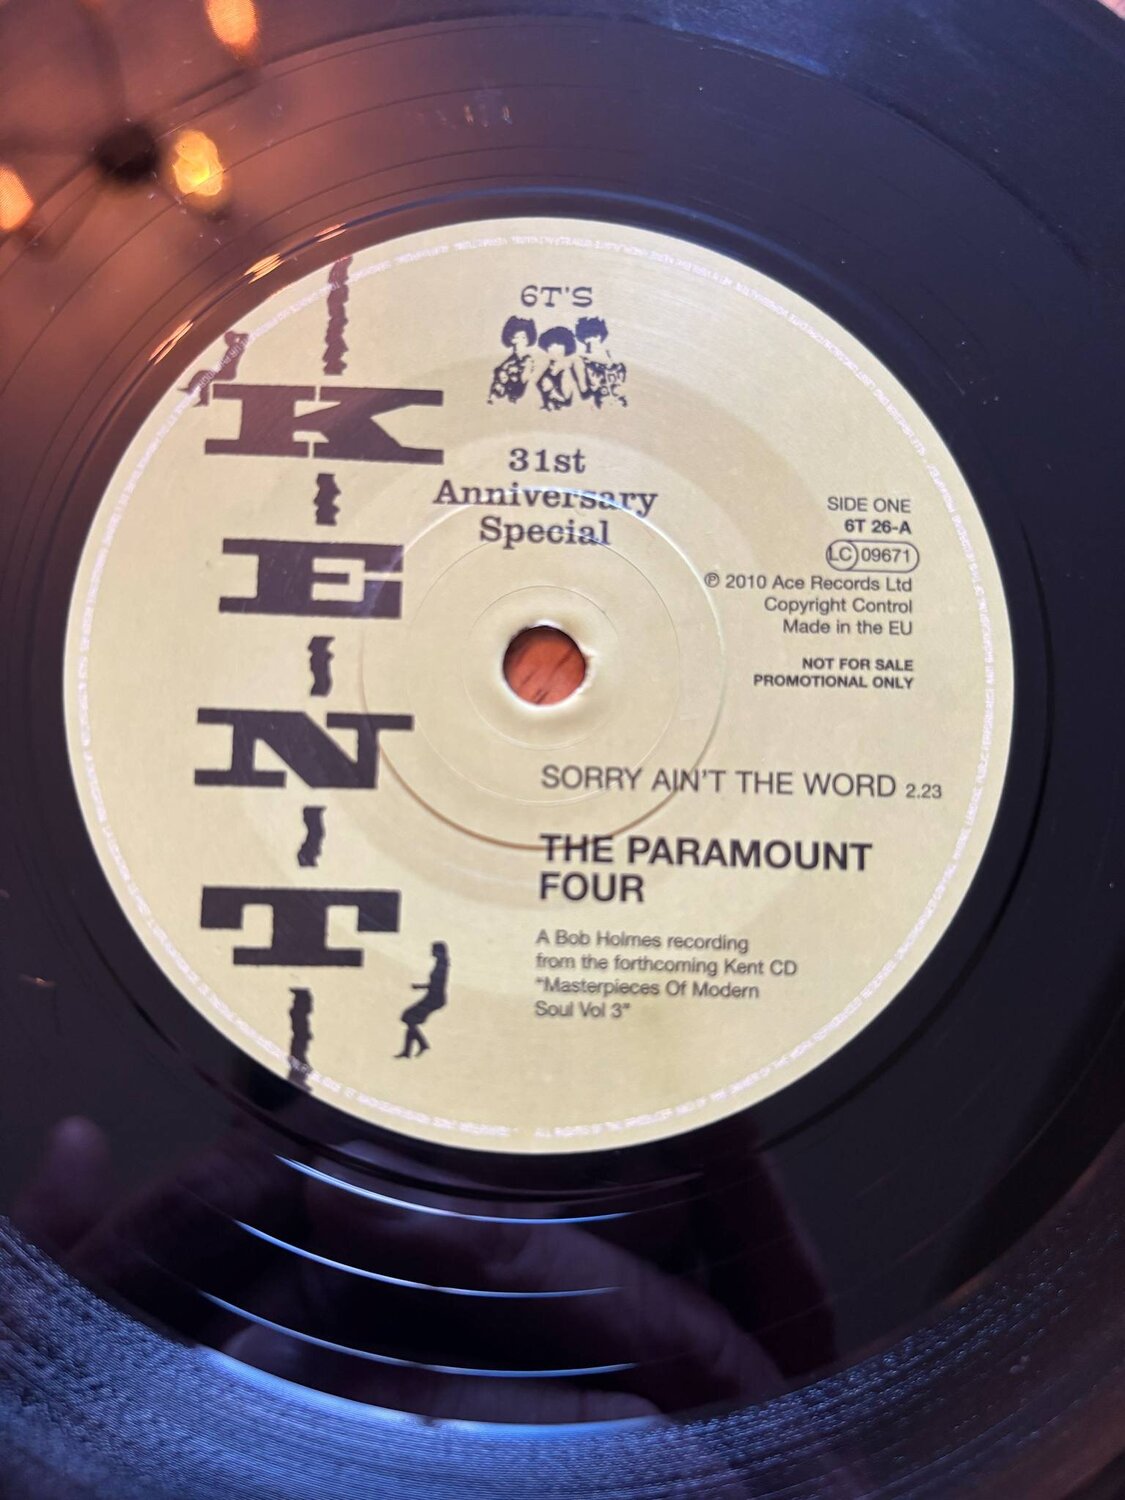 6T'S
31st
Anniversary
Special
KENT
SIDE ONE
6T 26-A
LC 09671
℗ 2010 Ace Records Ltd
Copyright Control
Made in the EU
NOT FOR SALE
PROMOTIONAL ONLY
SORRY AIN'T THE WORD 2.23
THE PARAMOUNT
FOUR
A Bob Holmes recording
from the forthcoming Kent CD
"Masterpieces Of Modern
Soul Vol 3"